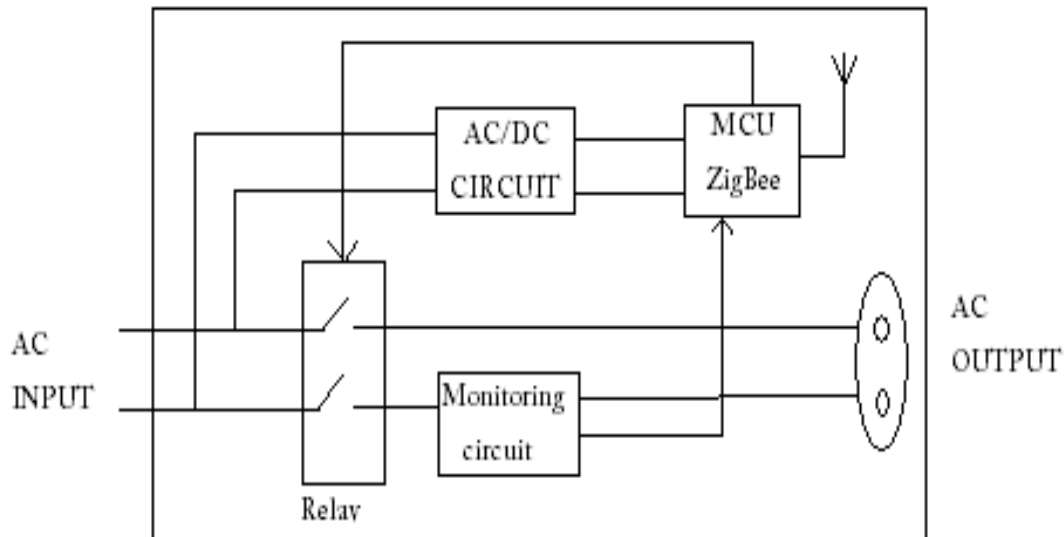 AC/DC
CIRCUIT
MCU
ZigBee
AC
INPUT
AC
OUTPUT
Monitoring
circuit
Relay